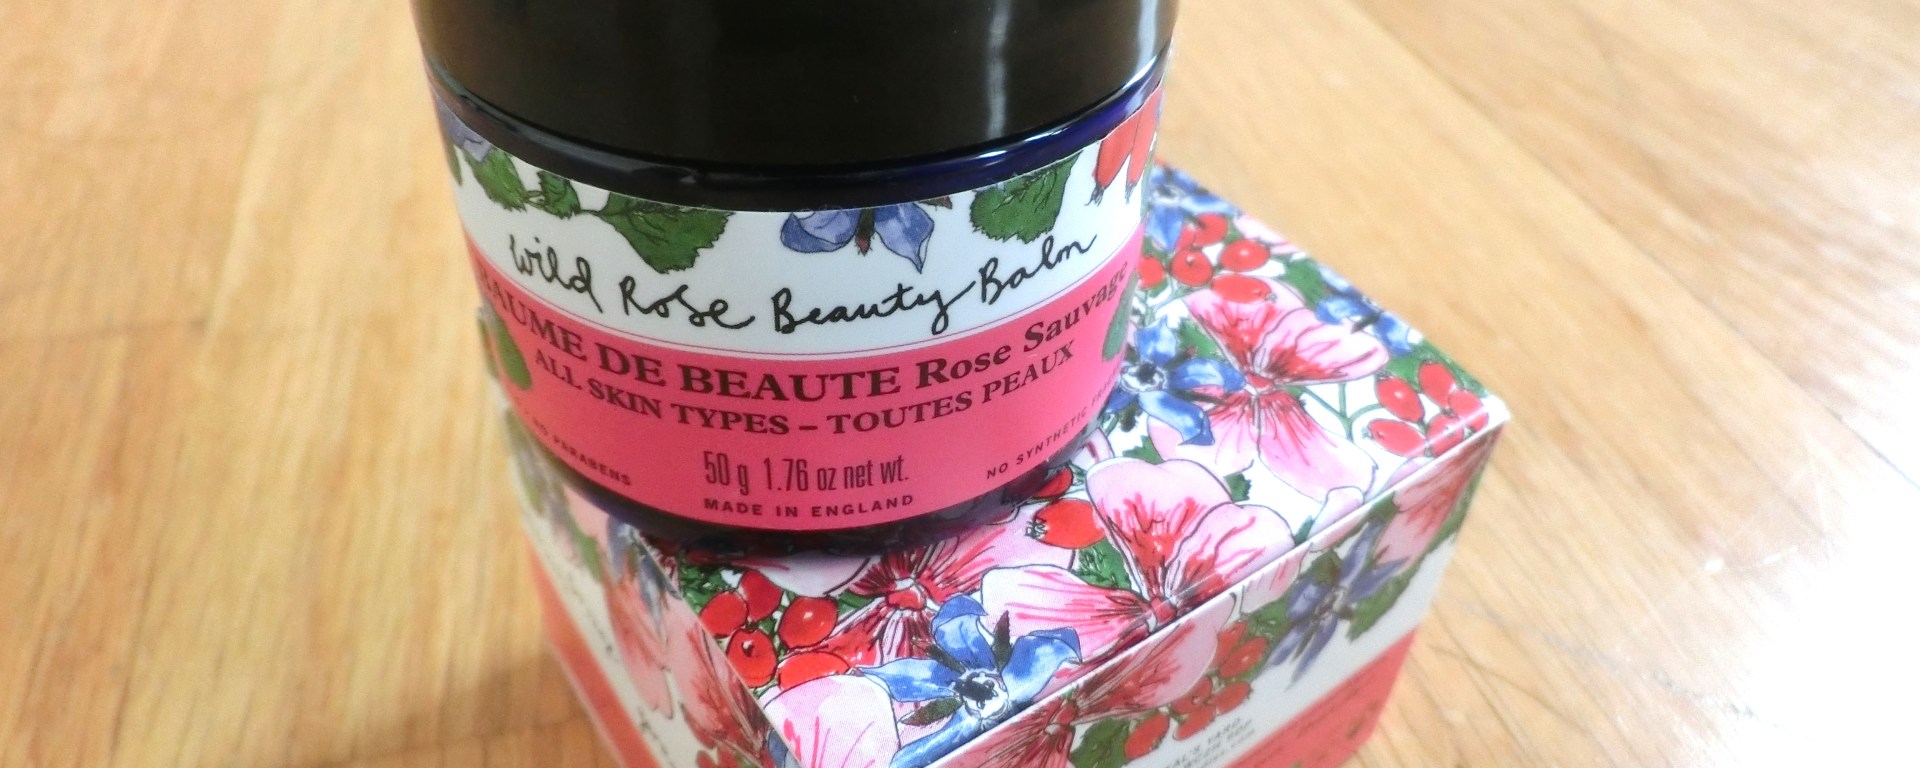 Wild Rose Beauty Balm
BAUME DE BEAUTE Rose Sauvage
ALL SKIN TYPES – TOUTES PEAUX
NO PARABENS
50 g 1.76 oz net wt.
NO SYNTHETIC
MADE IN ENGLAND
YARD